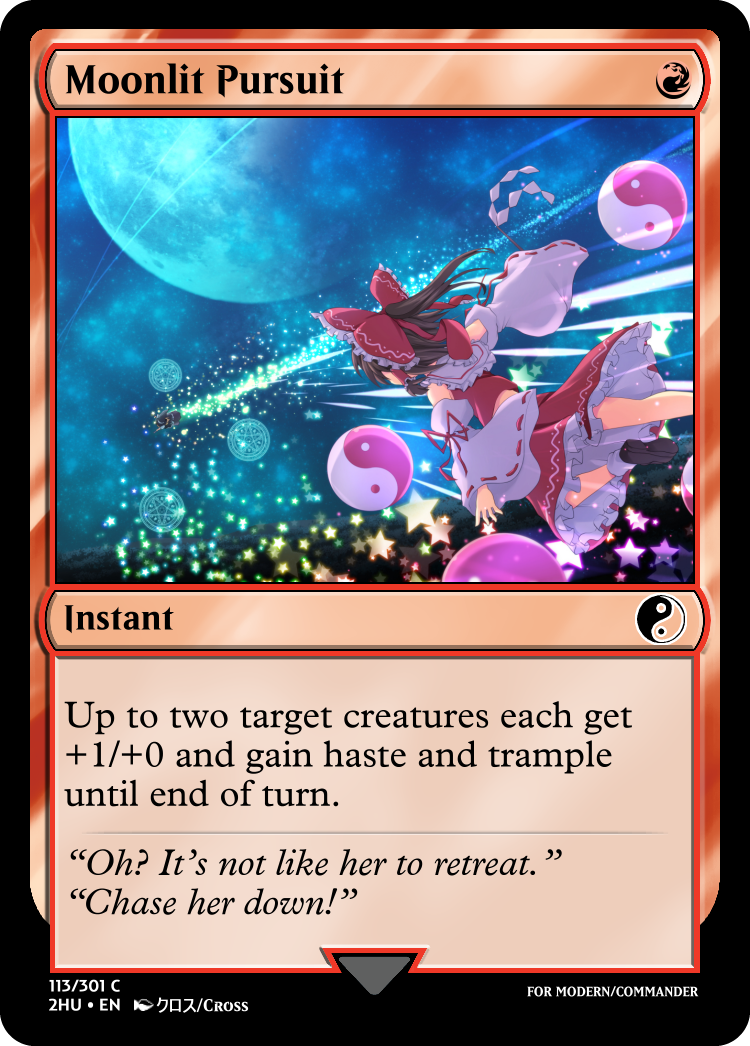 Moonlit Pursuit
Instant
Up to two target creatures each get
+1/+0 and gain haste and trample
until end of turn.
“Oh? It’s not like her to retreat.”
“Chase her down!”
113/301 C
2HU • EN クロス/Cross
FOR MODERN/COMMANDER